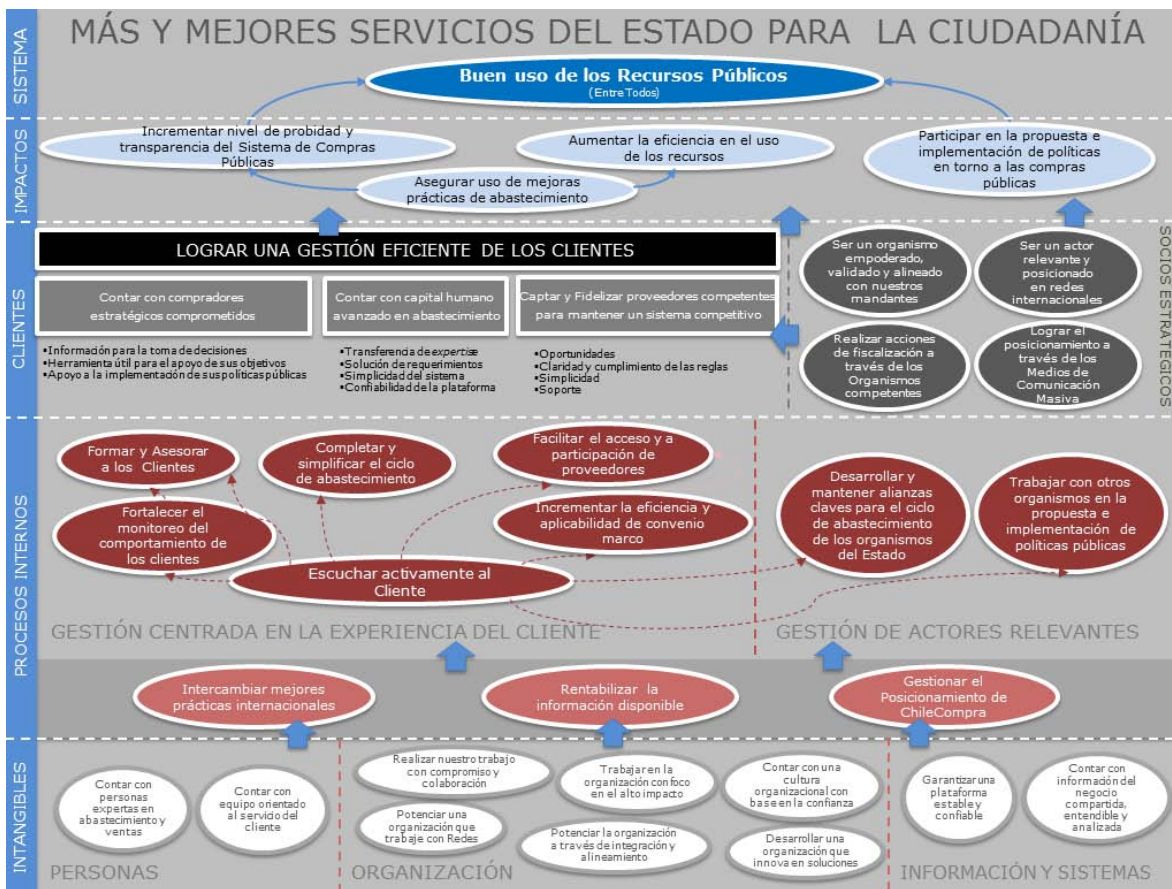 MÁS Y MEJORES SERVICIOS DEL ESTADO PARA LA CIUDADANÍA
SISTEMA
Buen uso de los Recursos Públicos
(Entre Todos)
IMPACTOS
Incrementar nivel de probidad y
transparencia del Sistema de Compras
Públicas
Aumentar la eficiencia en el uso
de los recursos
Participar en la propuesta e
implementación de políticas
en torno a las compras
públicas
Asegurar uso de mejoras
prácticas de abastecimiento
CLIENTES
LOGRAR UNA GESTIÓN EFICIENTE DE LOS CLIENTES
Contar con compradores
estratégicos comprometidos
Contar con capital humano
avanzado en abastecimiento
Captar y Fidelizar proveedores competentes
para mantener un sistema competitivo
•Información para la toma de decisiones
•Herramienta útil para el apoyo de sus objetivos
•Apoyo a la implementación de sus políticas públicas
•Transferencia de expertise
•Solución de requerimientos
•Simplicidad del sistema
•Confiabilidad de la plataforma
•Oportunidades
•Claridad y cumplimiento de las reglas
•Simplicidad
•Soporte
Ser un organismo
empoderado,
validado y alineado
con nuestros
mandantes
Ser un actor
relevante y
posicionado
en redes
internacionales
Realizar acciones
de fiscalización a
través de los
Organismos
competentes
Lograr el
posicionamiento a
través de los
Medios de
Comunicación
Masiva
SOCIOS ESTRATEGICOS
PROCESOS INTERNOS
Formar y Asesorar
a los Clientes
Completar y
simplificar el ciclo
de abastecimiento
Facilitar el acceso y a
participación de
proveedores
Fortalecer el
monitoreo del
comportamiento de
los clientes
Incrementar la eficiencia y
aplicabilidad de convenio
marco
Escuchar activamente al
Cliente
Desarrollar y
mantener alianzas
claves para el ciclo
de abastecimiento
de los organismos
del Estado
Trabajar con otros
organismos en la
propuesta e
implementación de
políticas públicas
GESTIÓN CENTRADA EN LA EXPERIENCIA DEL CLIENTE
GESTIÓN DE ACTORES RELEVANTES
Intercambiar mejores
prácticas internacionales
Rentabilizar la
información disponible
Gestionar el
Posicionamiento de
ChileCompra
INTANGIBLES
Contar con
personas
expertas en
abastecimiento y
ventas
Contar con
equipo orientado
al servicio del
cliente
Realizar nuestro trabajo
con compromiso y
colaboración
Trabajar en la
organización con foco
en el alto impacto
Contar con una
cultura
organizacional con
base en la confianza
Potenciar una
organización que
trabaje con Redes
Potenciar la organización
a través de integración y
alineamiento
Desarrollar una
organización que
innova en soluciones
Garantizar una
plataforma
estable y
confiable
Contar con
información del
negocio
compartida,
entendible y
analizada
PERSONAS
ORGANIZACIÓN
INFORMACIÓN Y SISTEMAS